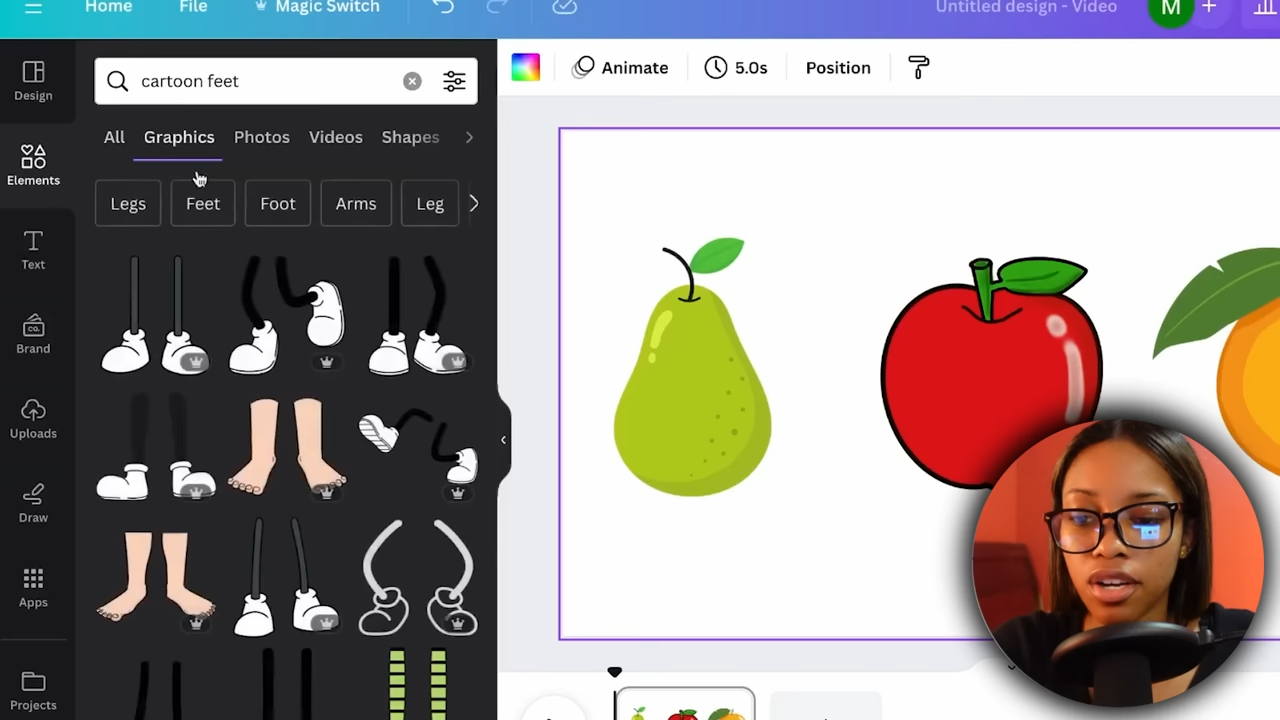 Home File Magic Switch Untitled design - Video M +
Design
Elements
Text
Brand
CO.
Uploads
Draw
Apps
Projects
cartoon feet
All Graphics Photos Videos Shapes
Legs Feet Foot Arms Leg
Animate 5.0s Position